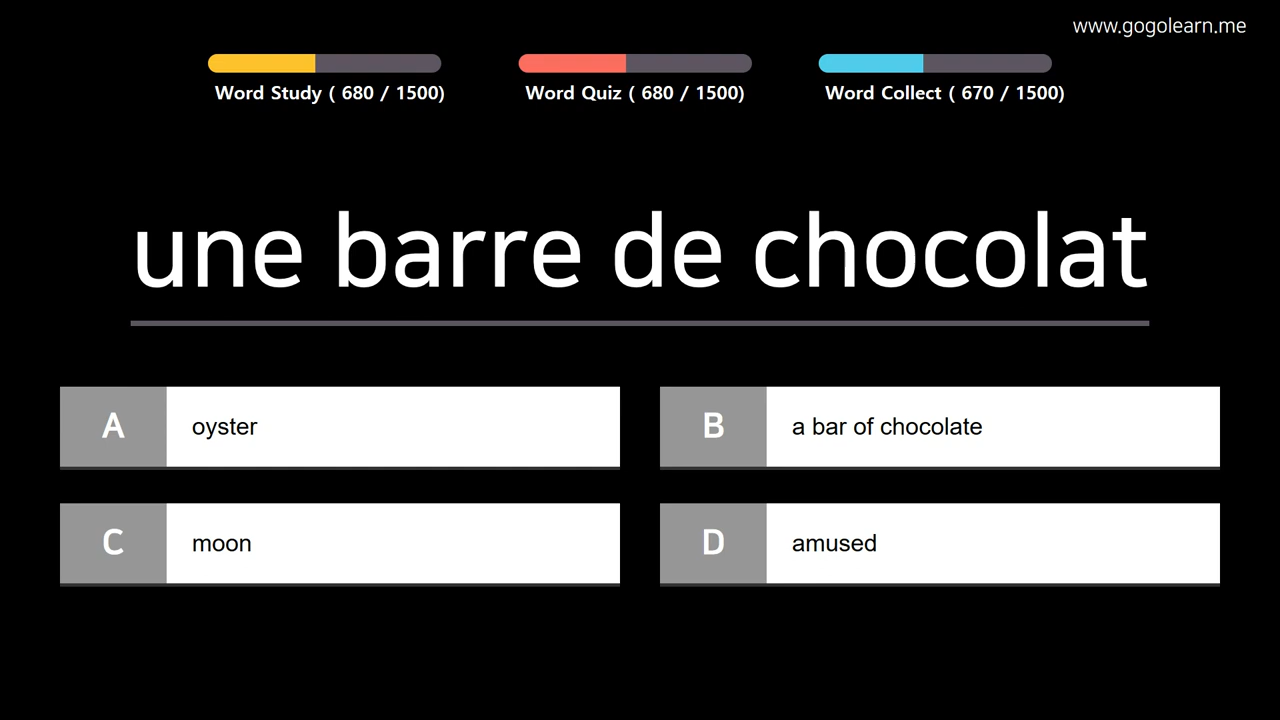 www.gogolearn.me
Word Study ( 680 / 1500)
Word Quiz ( 680 / 1500)
Word Collect ( 670 / 1500)
une barre de chocolat
A
oyster
B
a bar of chocolate
C
moon
D
amused